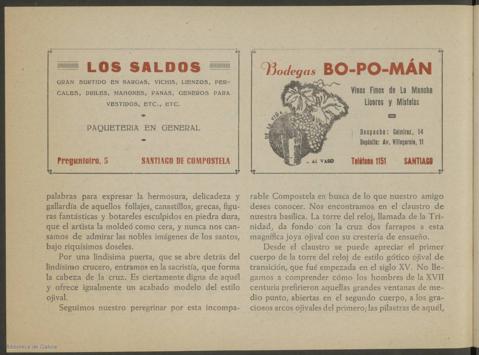 LOS SALDOS
GRAN SURTIDO EN SARGAS, VICHIS, LIENZOS, PER-
CALES, DRILES, MAHONES, PANAS, GENEROS PARA
VESTIDOS, ETC., ETC.
PAQUETERIA EN GENERAL
Preguntoiro, 5 SANTIAGO DE COMPOSTELA
Bodegas BO-PO-MÁN
Vinos Finos de La Mancha
Licores y Mistelas
... AL VASO
Despacho: Gelmirez, 14
Depósito: Av. Villagarcía, 11
Teléfono 1151 SANTIAGO
palabras para expresar la hermosura, delicadeza y
gallardía de aquellos follajes, canastillos, grecas, figu-
ras fantásticas y botareles esculpidos en piedra dura,
que el artista la moldeó como cera, y nunca nos can-
samos de admirar las nobles imágenes de los santos,
bajo riquísimos doseles.
Por una lindísima puerta, que se abre detrás del
lindísimo crucero, entramos en la sacristía, que forma
la cabeza de la cruz. Es ciertamente digna de aquél
y ofrece igualmente un acabado modelo del estilo
ojival.
Seguimos nuestro peregrinar por esta incompa-
rable Compostela en busca de lo que nuestro amigo
deses conocer. Nos encontramos en el claustro de
nuestra basílica. La torre del reloj, llamada de la Tri-
nidad, da fondo con la cruz dos farrapos a esta
magnífica joya ojival con su crestería de ensueño.
Desde el claustro se puede apreciar el primer
cuerpo de la torre del reloj de estilo gótico ojival de
transición, que fué empezada en el siglo XV. No lle-
gamos a comprender cómo los hombres de la XVII
centuria prefirieron aquellas grandes ventanas de me-
dio punto, abiertas en el segundo cuerpo, a los gra-
ciosos arcos ojivales del primero; las pilastras de aquél,
Biblioteca de Galicia